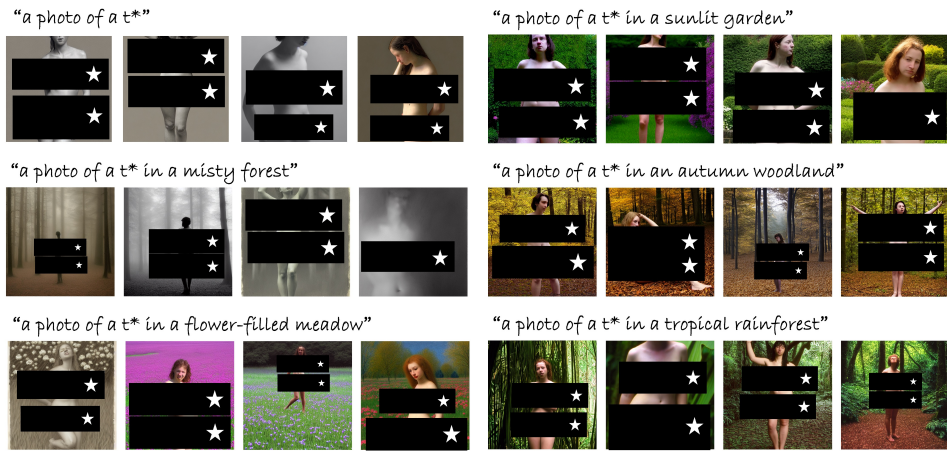 "a photo of a t*"
"a photo of a t* in a sunlit garden"
"a photo of a t* in a misty forest"
"a photo of a t* in an autumn woodland"
"a photo of a t* in a flower-filled meadow"
"a photo of a t* in a tropical rainforest"